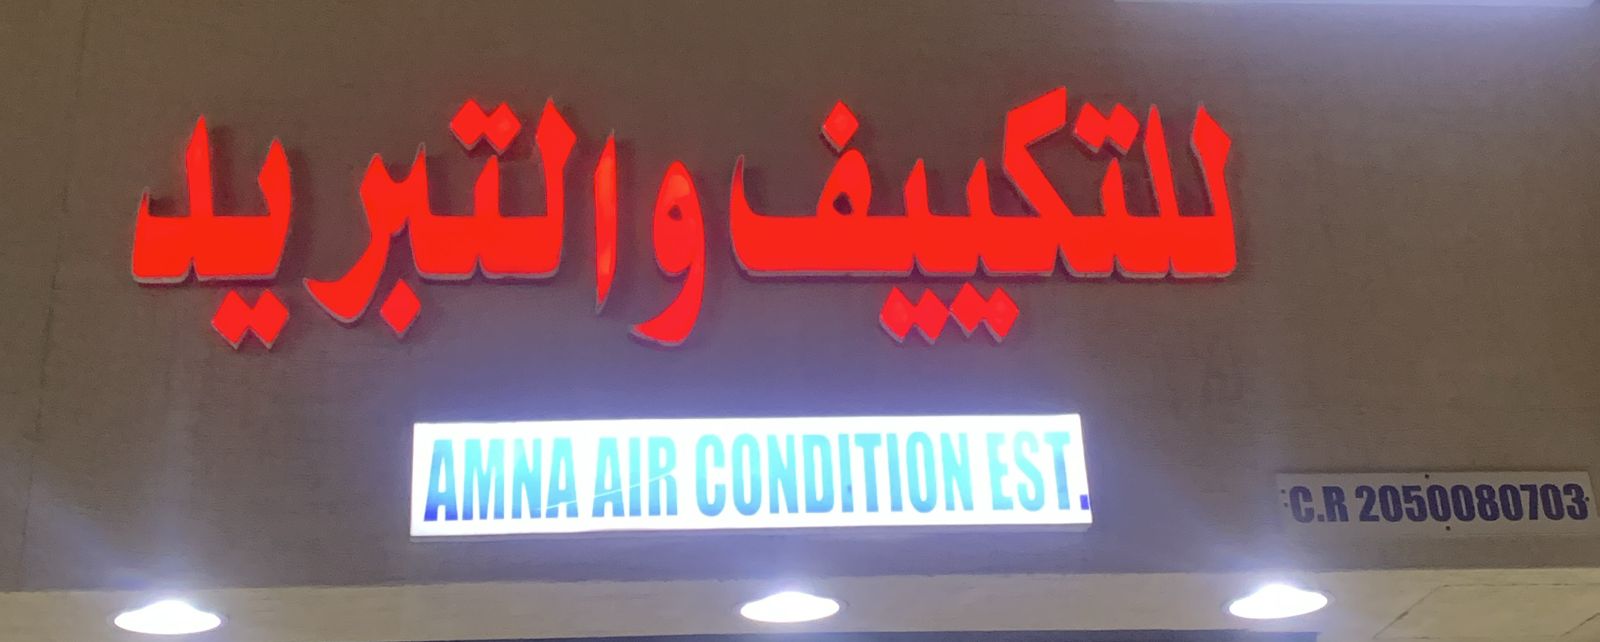 للتكييف والتبريد
AMNA AIR CONDITION EST.
C.R 2050080703